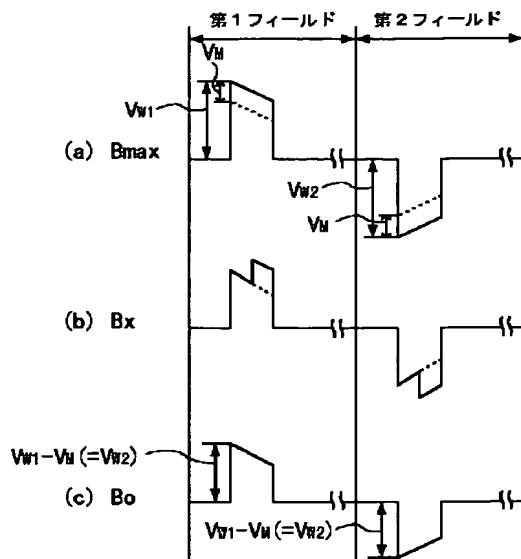 第1フィールド 第2フィールド
VM
VW1
(a) Bmax
VW2
VM
(b) Bx
VW1-VM(=VW2)
(c) Bo
VW1-VM(=VW2)